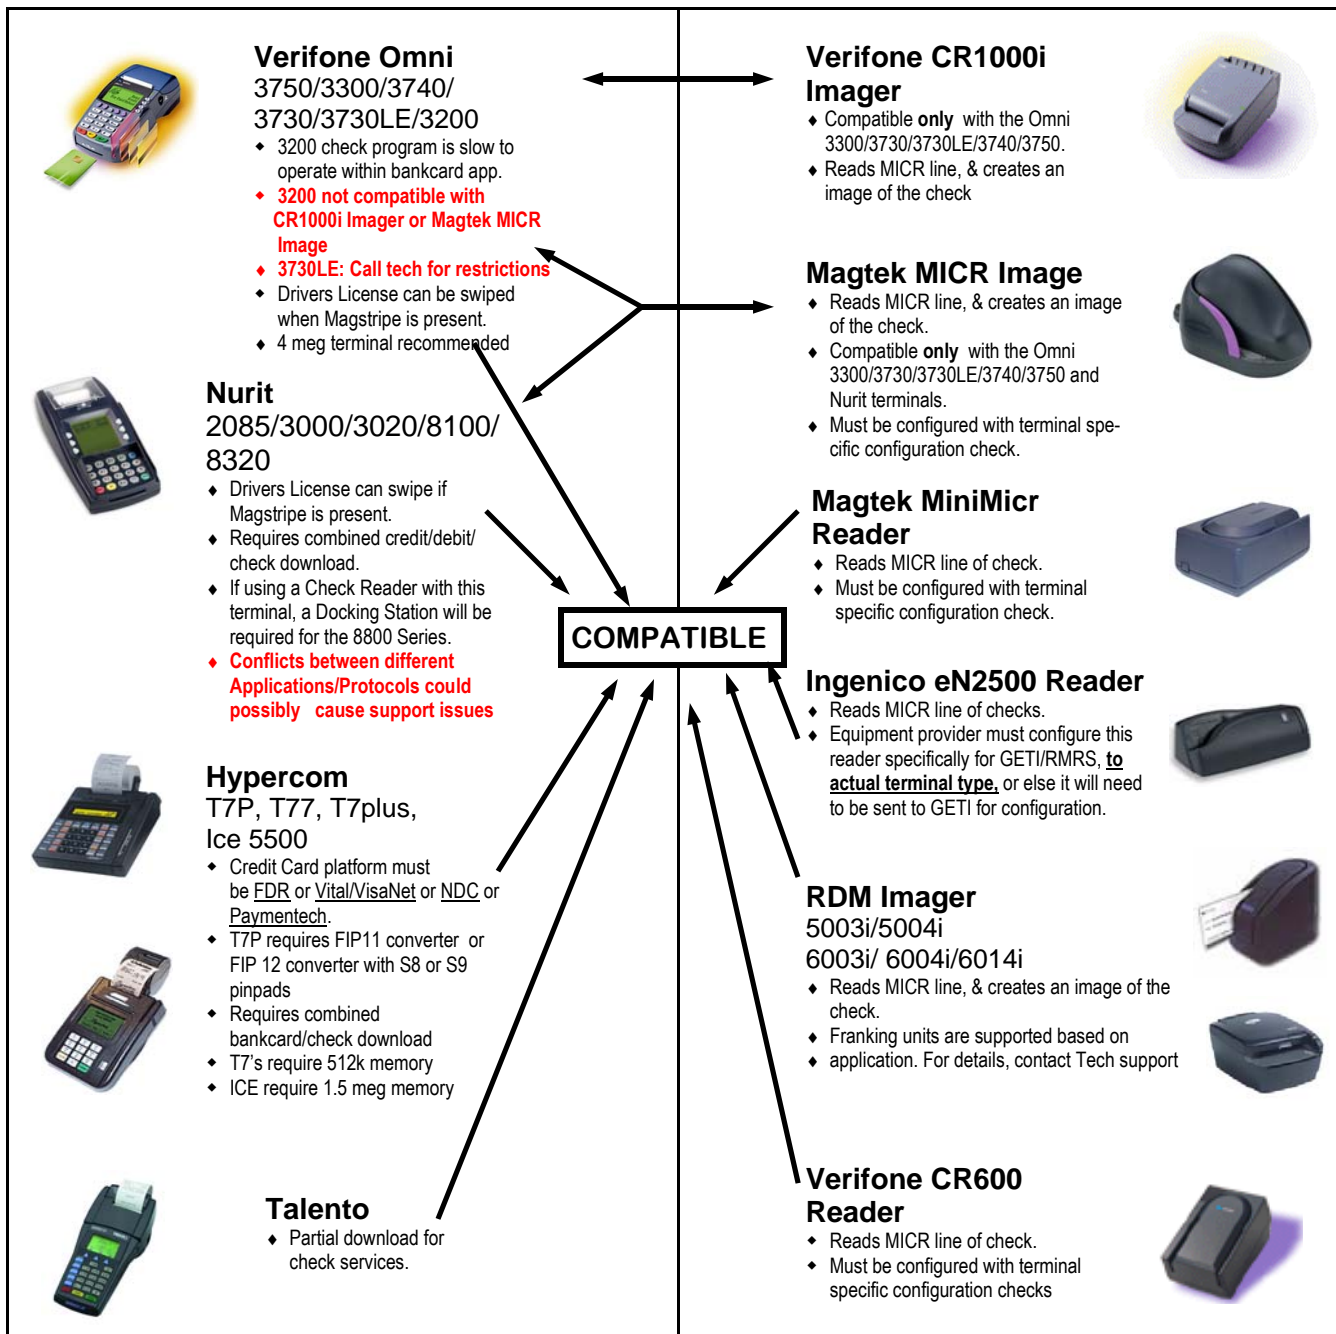 Verifone Omni
3750/3300/3740/
3730/3730LE/3200
◆ 3200 check program is slow to
operate within bankcard app.
◆ 3200 not compatible with
CR1000i Imager or Magtek MICR
Image
◆ 3730LE: Call tech for restrictions
◆ Drivers License can be swiped
when Magstripe is present.
◆ 4 meg terminal recommended
Nurit
2085/3000/3020/8100/
8320
◆ Drivers License can swipe if
Magstripe is present.
◆ Requires combined credit/debit/
check download.
◆ If using a Check Reader with this
terminal, a Docking Station will be
required for the 8800 Series.
◆ Conflicts between different
Applications/Protocols could
possibly cause support issues
Hypercom
T7P, T77, T7plus,
Ice 5500
◆ Credit Card platform must
be FDR or Vital/VisaNet or NDC or
Paymentech.
◆ T7P requires FIP11 converter or
FIP 12 converter with S8 or S9
pinpads
◆ Requires combined
bankcard/check download
◆ T7's require 512k memory
◆ ICE require 1.5 meg memory
Talento
◆ Partial download for
check services.
COMPATIBLE
Verifone CR1000i
Imager
◆ Compatible only with the Omni
3300/3730/3730LE/3740/3750.
◆ Reads MICR line, & creates an
image of the check
Magtek MICR Image
◆ Reads MICR line, & creates an image
of the check.
◆ Compatible only with the Omni
3300/3730/3730LE/3740/3750 and
Nurit terminals.
◆ Must be configured with terminal spe-
cific configuration check.
Magtek MiniMicr
Reader
◆ Reads MICR line of check.
◆ Must be configured with terminal
specific configuration check.
Ingenico eN2500 Reader
◆ Reads MICR line of checks.
◆ Equipment provider must configure this
reader specifically for GETI/RMRS, to
actual terminal type, or else it will need
to be sent to GETI for configuration.
RDM Imager
5003i/5004i
6003i/ 6004i/6014i
◆ Reads MICR line, & creates an image of the
check.
◆ Franking units are supported based on
◆ application. For details, contact Tech support
Verifone CR600
Reader
◆ Reads MICR line of check.
◆ Must be configured with terminal
specific configuration checks